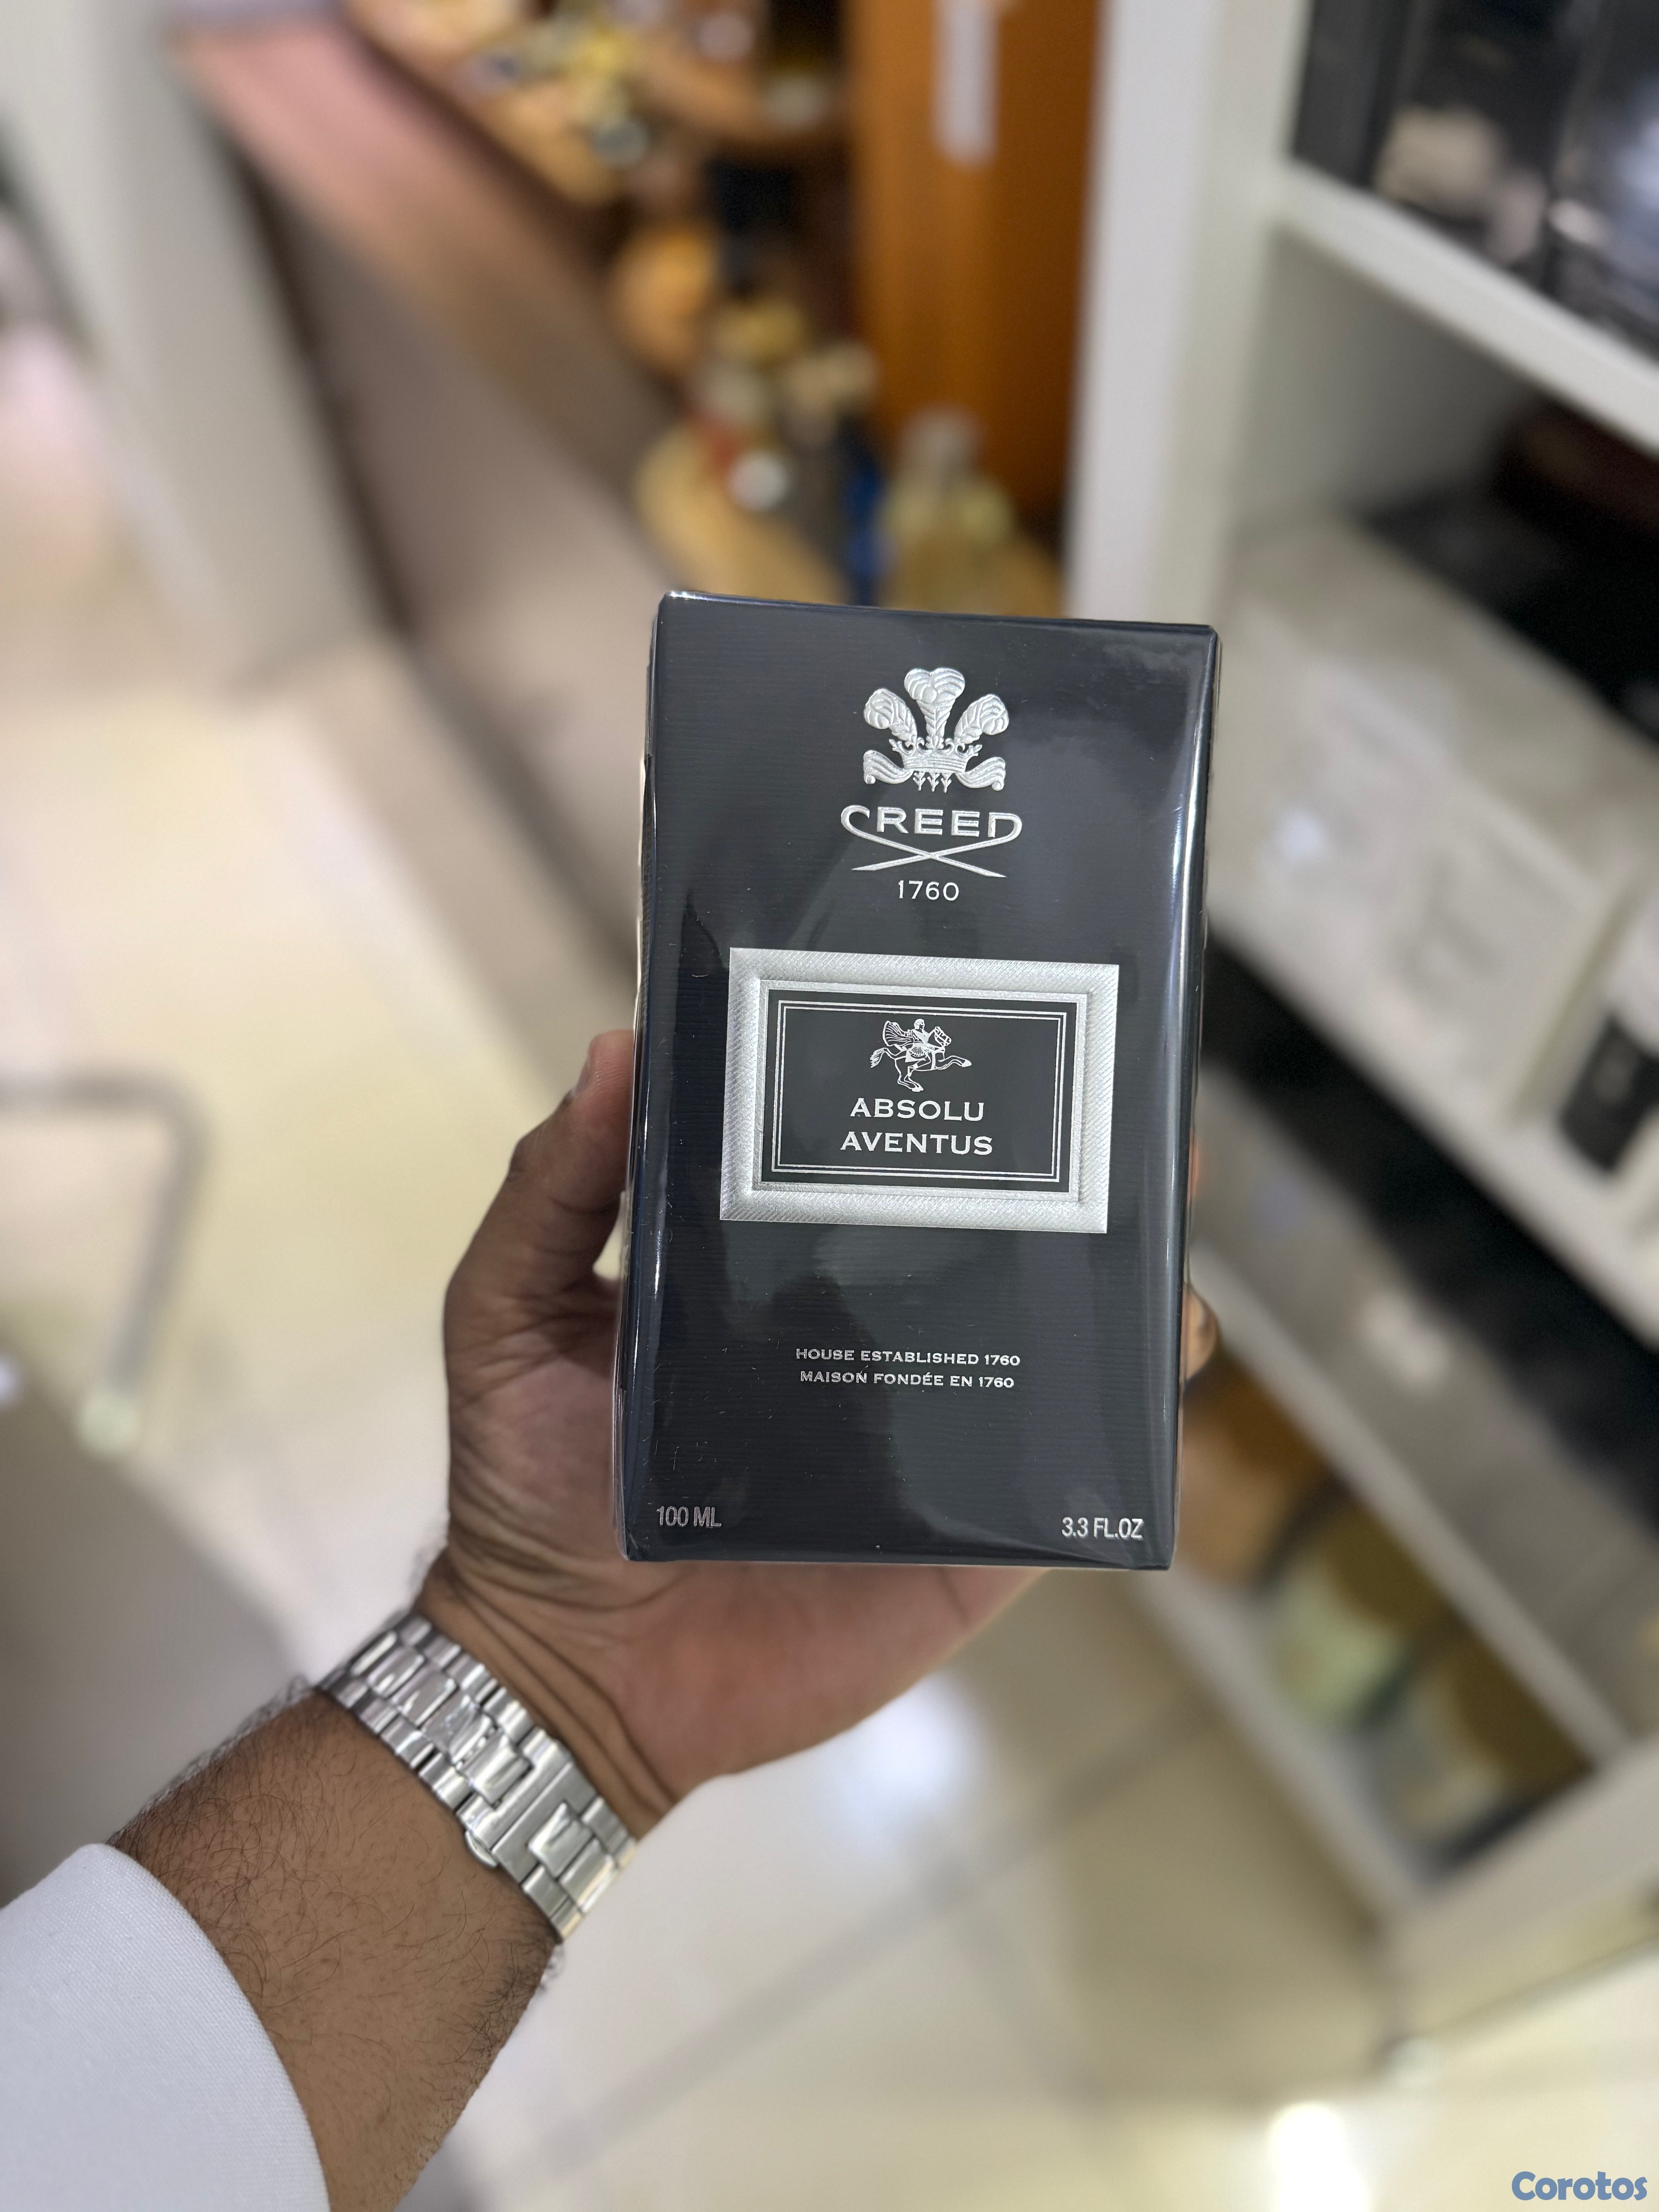 CREED
1760
ABSOLU
AVENTUS
HOUSE ESTABLISHED 1760
MAISON FONDÉE EN 1760
100 ML
3.3 FL.OZ
Corotos